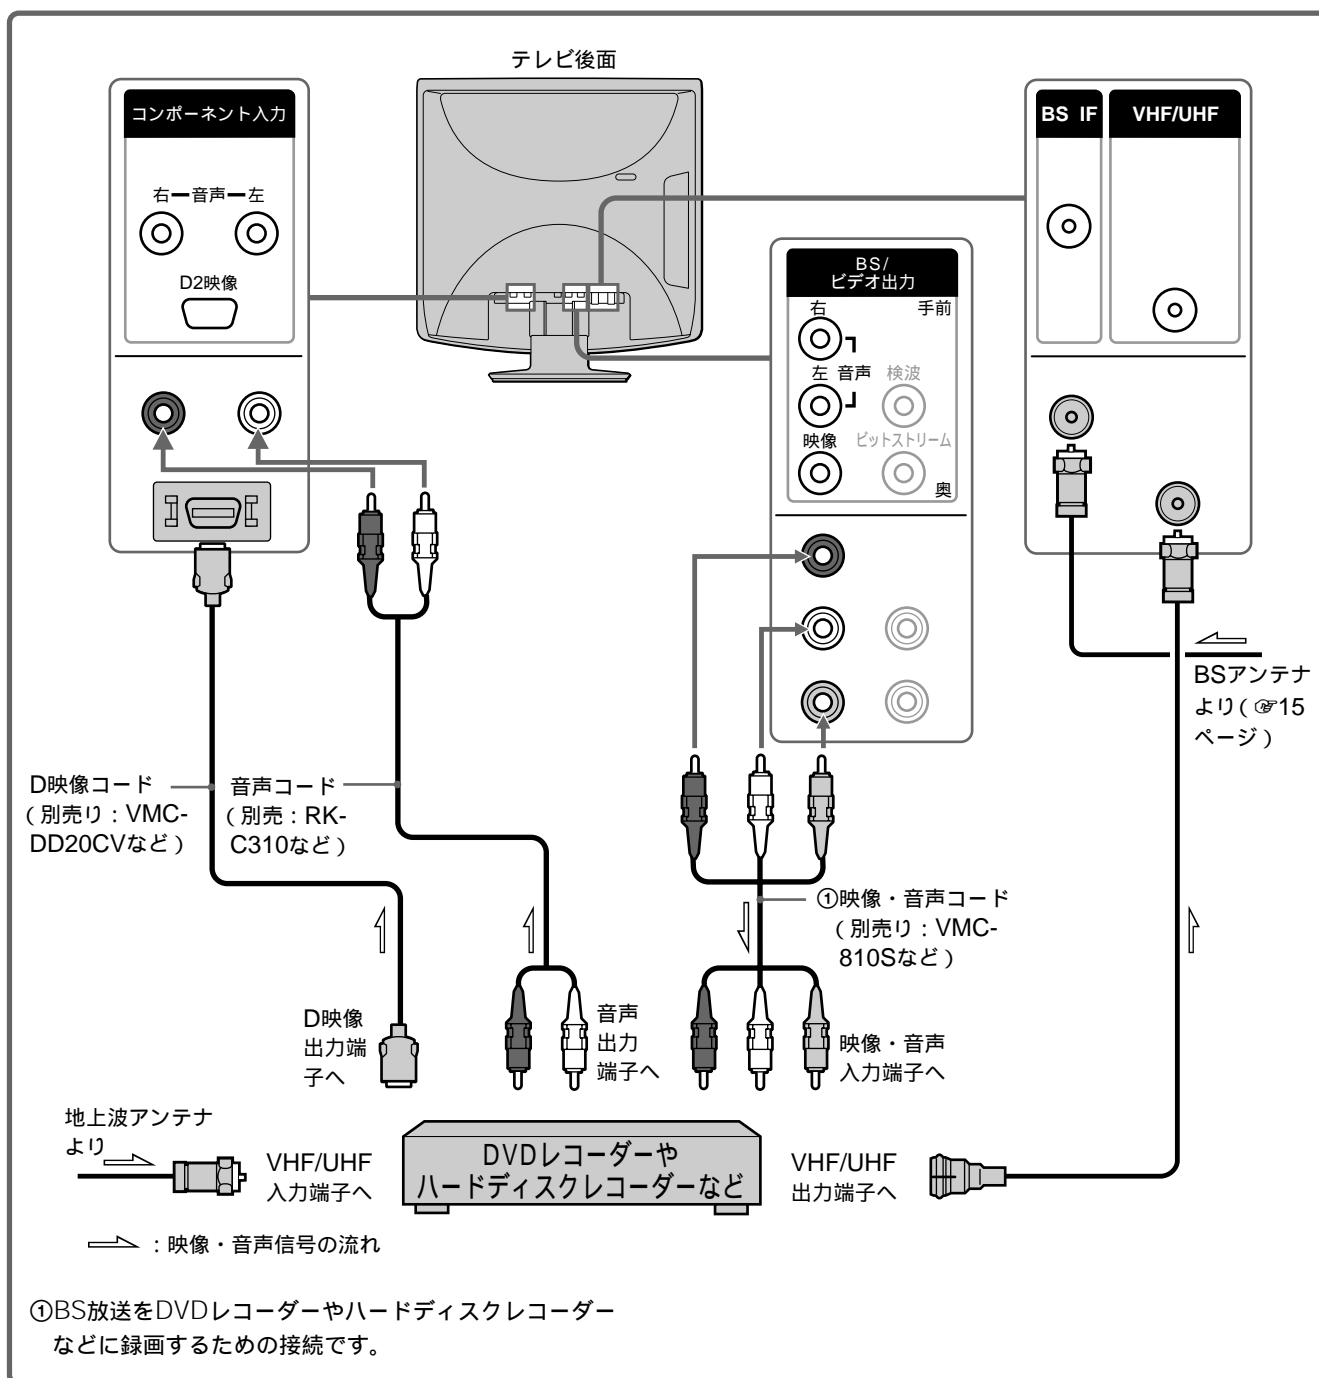 テレビ後面
コンポーネント入力
右ー音声ー左
D2映像
BS IF
VHF/UHF
BS/
ビデオ出力
右
手前
左 音声
検波
映像
ビットストリーム
奥
BSアンテナ
より(☞15
ページ)
D映像コード
(別売り:VMC-
DD20CVなど)
音声コード
(別売:RK-
C310など)
①映像・音声コード
(別売り:VMC-
810Sなど)
D映像
出力端
子へ
音声
出力
端子へ
映像・音声
入力端子へ
地上波アンテナ
より
VHF/UHF
入力端子へ
DVDレコーダーや
ハードディスクレコーダーなど
VHF/UHF
出力端子へ
:映像・音声信号の流れ
①BS放送をDVDレコーダーやハードディスクレコーダー
などに録画するための接続です。